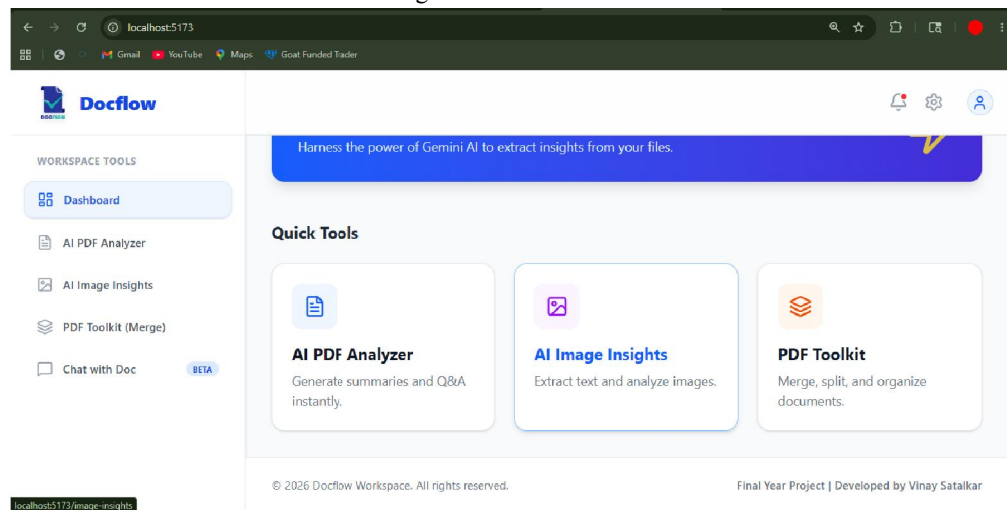 localhost:5173
Gmail
YouTube
Maps
Goat Funded Trader
Docflow
WORKSPACE TOOLS
Dashboard
AI PDF Analyzer
AI Image Insights
PDF Toolkit (Merge)
Chat with Doc
BETA
Harness the power of Gemini AI to extract insights from your files.
Quick Tools
AI PDF Analyzer
Generate summaries and Q&A
instantly.
AI Image Insights
Extract text and analyze images.
PDF Toolkit
Merge, split, and organize
documents.
© 2026 Docflow Workspace. All rights reserved.
Final Year Project | Developed by Vinay Satalkar
localhost:5173/image-insights